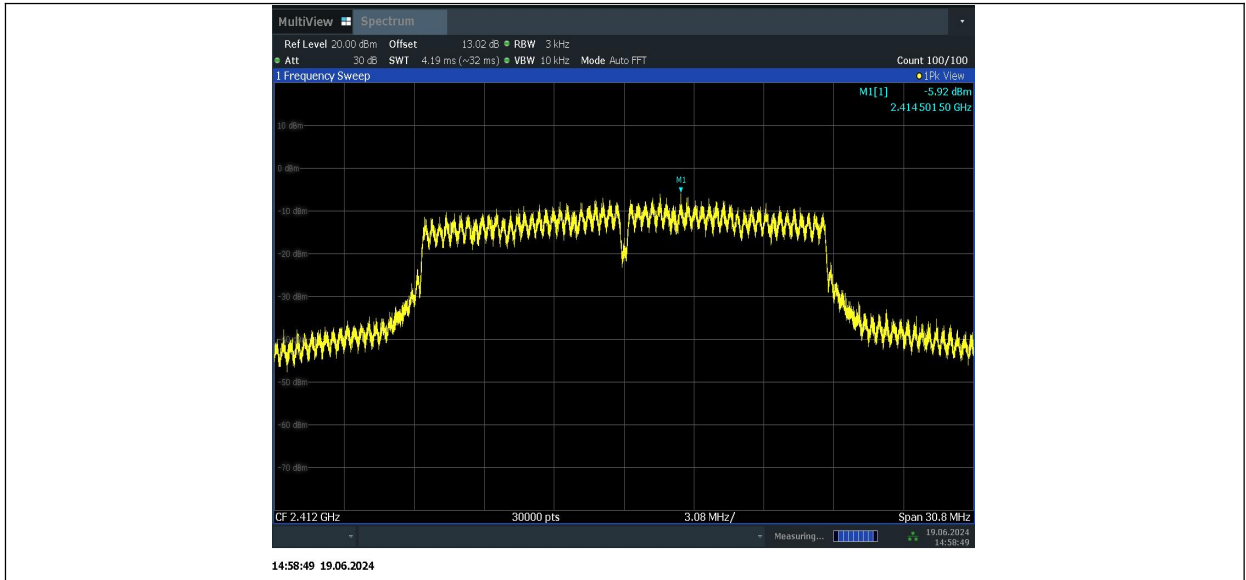 MultiView Spectrum
Ref Level 20.00 dBm Offset 13.02 dB RBW 3 kHz
Att 30 dB SWT 4.19 ms (~32 ms) VBW 10 kHz Mode Auto FFT Count 100/100
1 Frequency Sweep 1Pk View
M1[1] -5.92 dBm
2.41450150 GHz
10 dBm
0 dBm
M1
-10 dBm
-20 dBm
-30 dBm
-50 dBm
-60 dBm
-70 dBm
CF 2.412 GHz 30000 pts 3.08 MHz/ Span 30.8 MHz
Measuring... 19.06.2024
14:58:49
14:58:49 19.06.2024